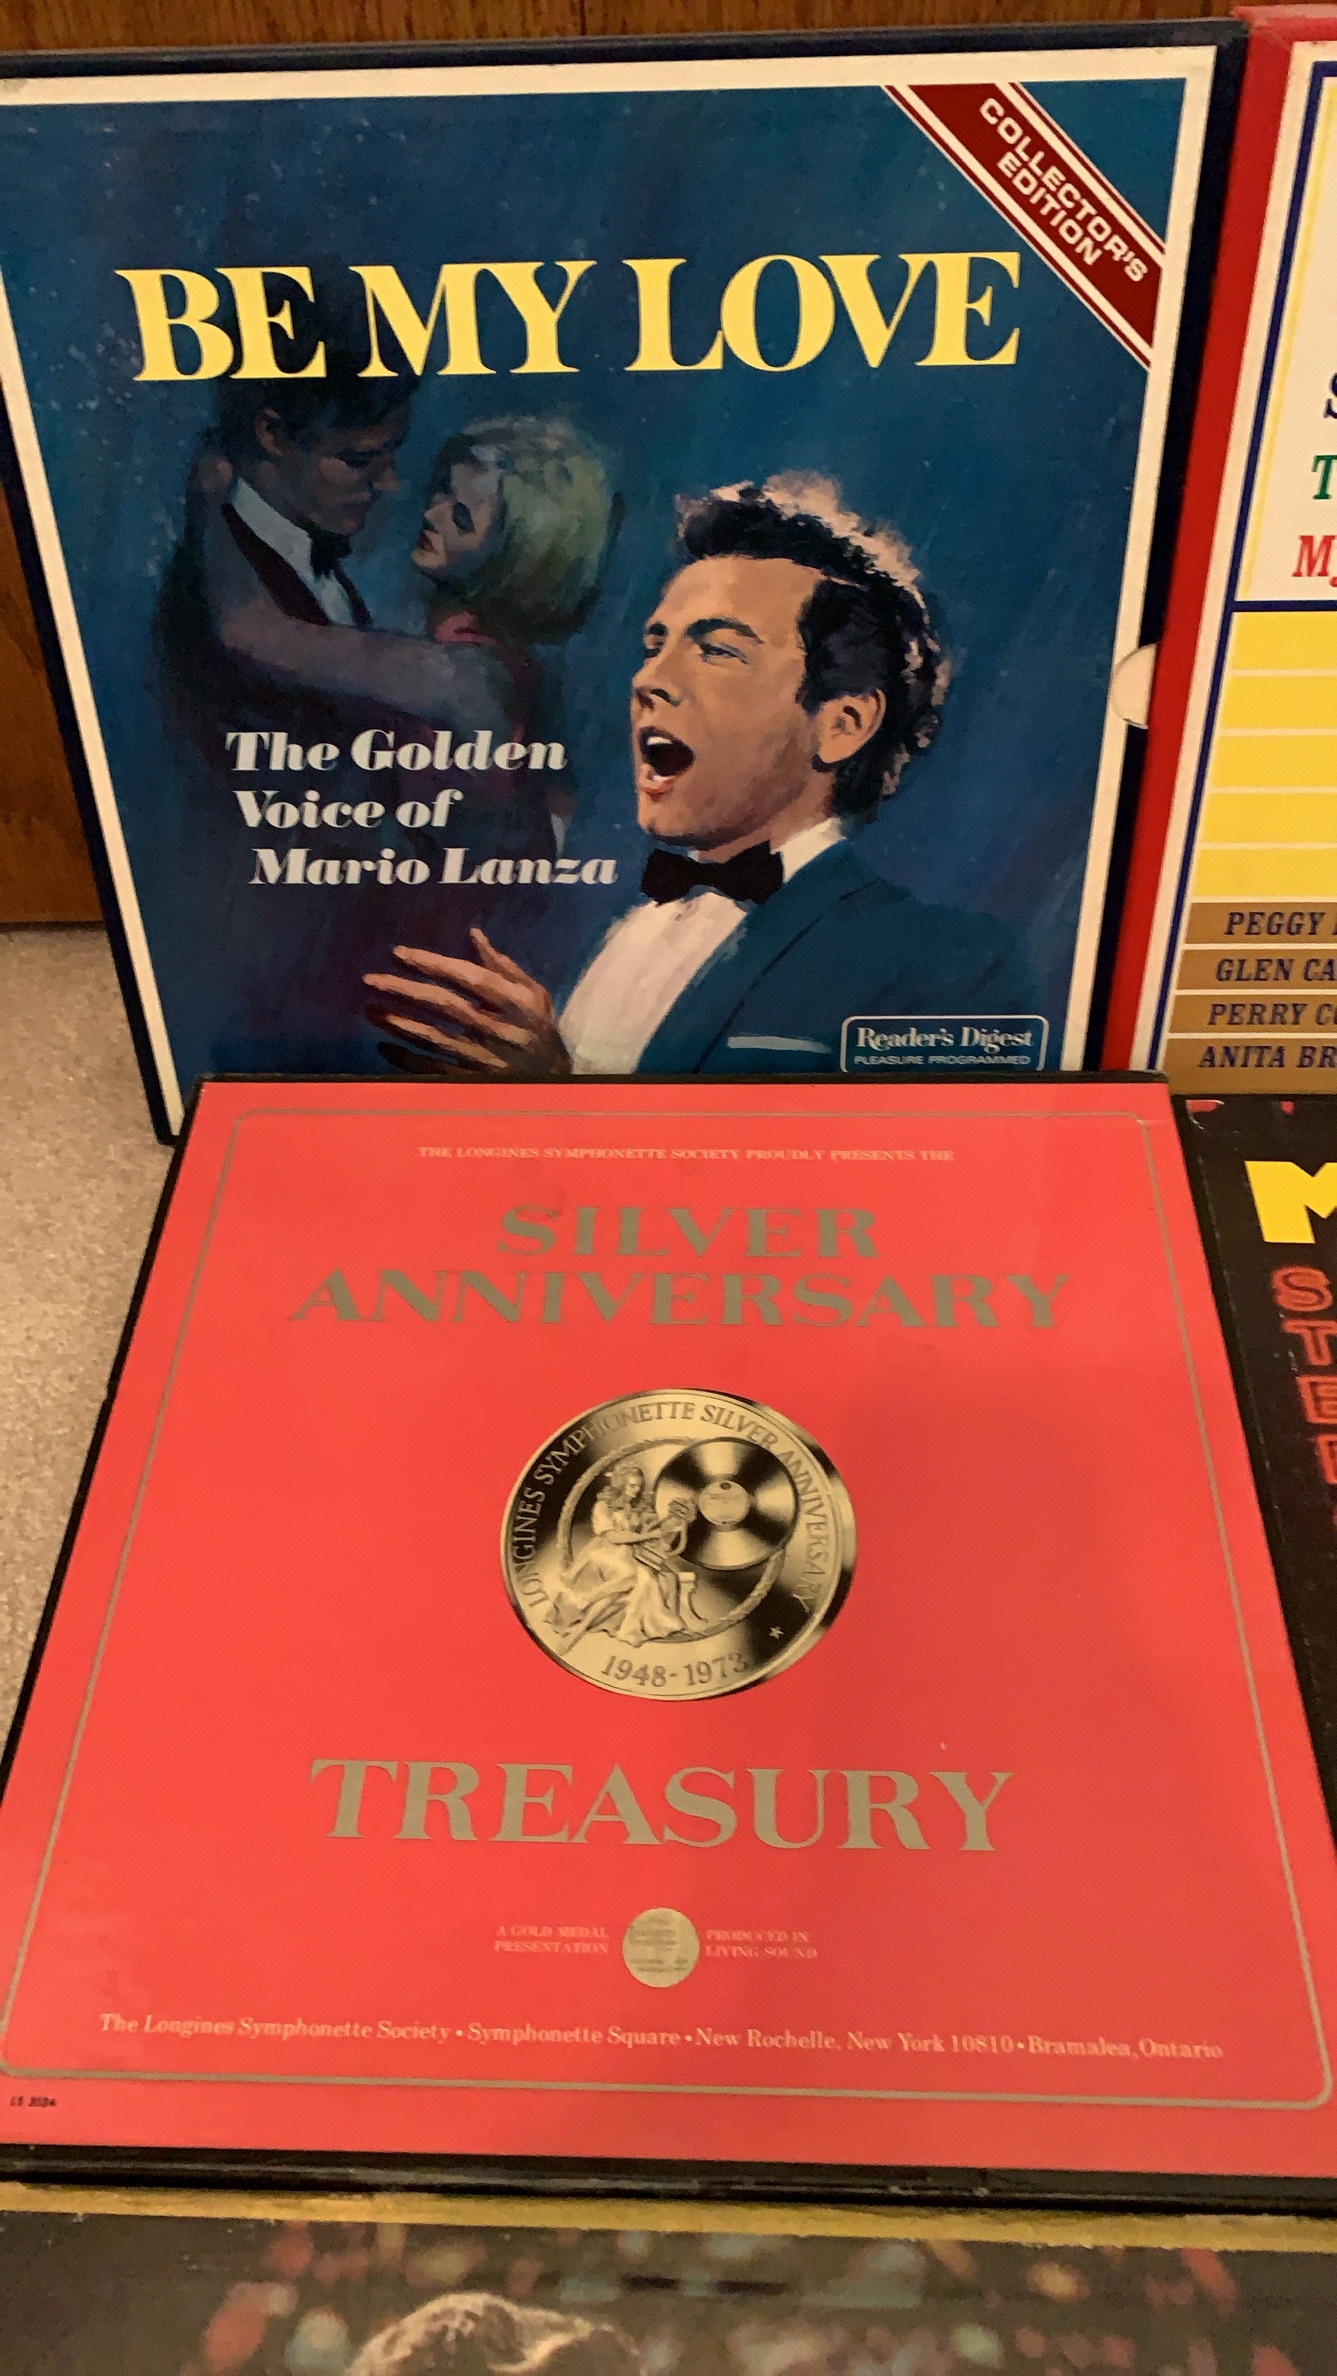 COLLECTOR'S
EDITION
BE MY LOVE
The Golden
Voice of
Mario Lanza
Reader's Digest
PLEASURE PROGRAMMED
S
T
M
PEGGY
GLEN CA
PERRY CO
ANITA BR
THE LONGINES SYMPHONETTE SOCIETY PROUDLY PRESENTS THE
SILVER
ANNIVERSARY
LONGINES SYMPHONETTE SILVER ANNIVERSARY
1948-1973
TREASURY
A GOLD MEDAL
PRESENTATION
PRODUCED IN
LIVING SOUND
The Longines Symphonette Society • Symphonette Square • New Rochelle, New York 10810 • Bramalea, Ontario
M
S
T
E